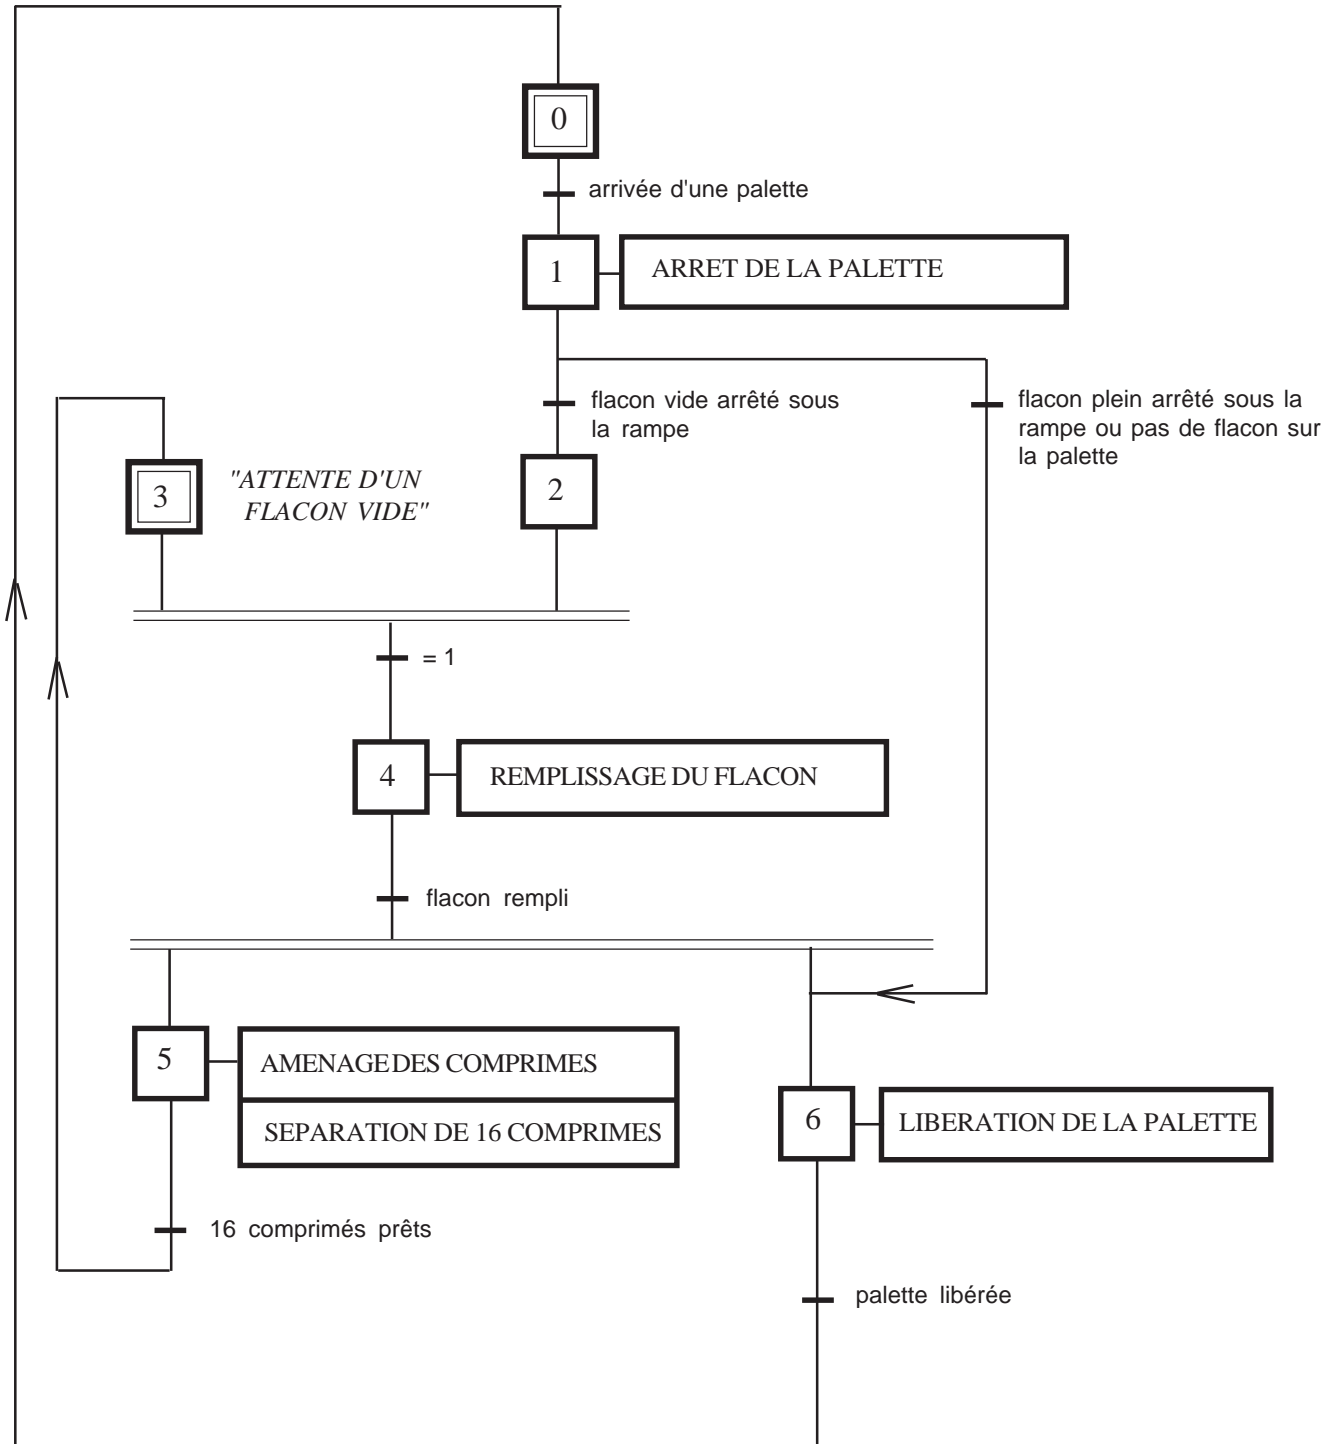 0
arrivée d'une palette
1
ARRET DE LA PALETTE
flacon vide arrêté sous
la rampe
flacon plein arrêté sous la
rampe ou pas de flacon sur
la palette
3
"ATTENTE D'UN
FLACON VIDE"
2
= 1
4
REMPLISSAGE DU FLACON
flacon rempli
5
AMENAGE DES COMPRIMES
SEPARATION DE 16 COMPRIMES
6
LIBERATION DE LA PALETTE
16 comprimés prêts
palette libérée